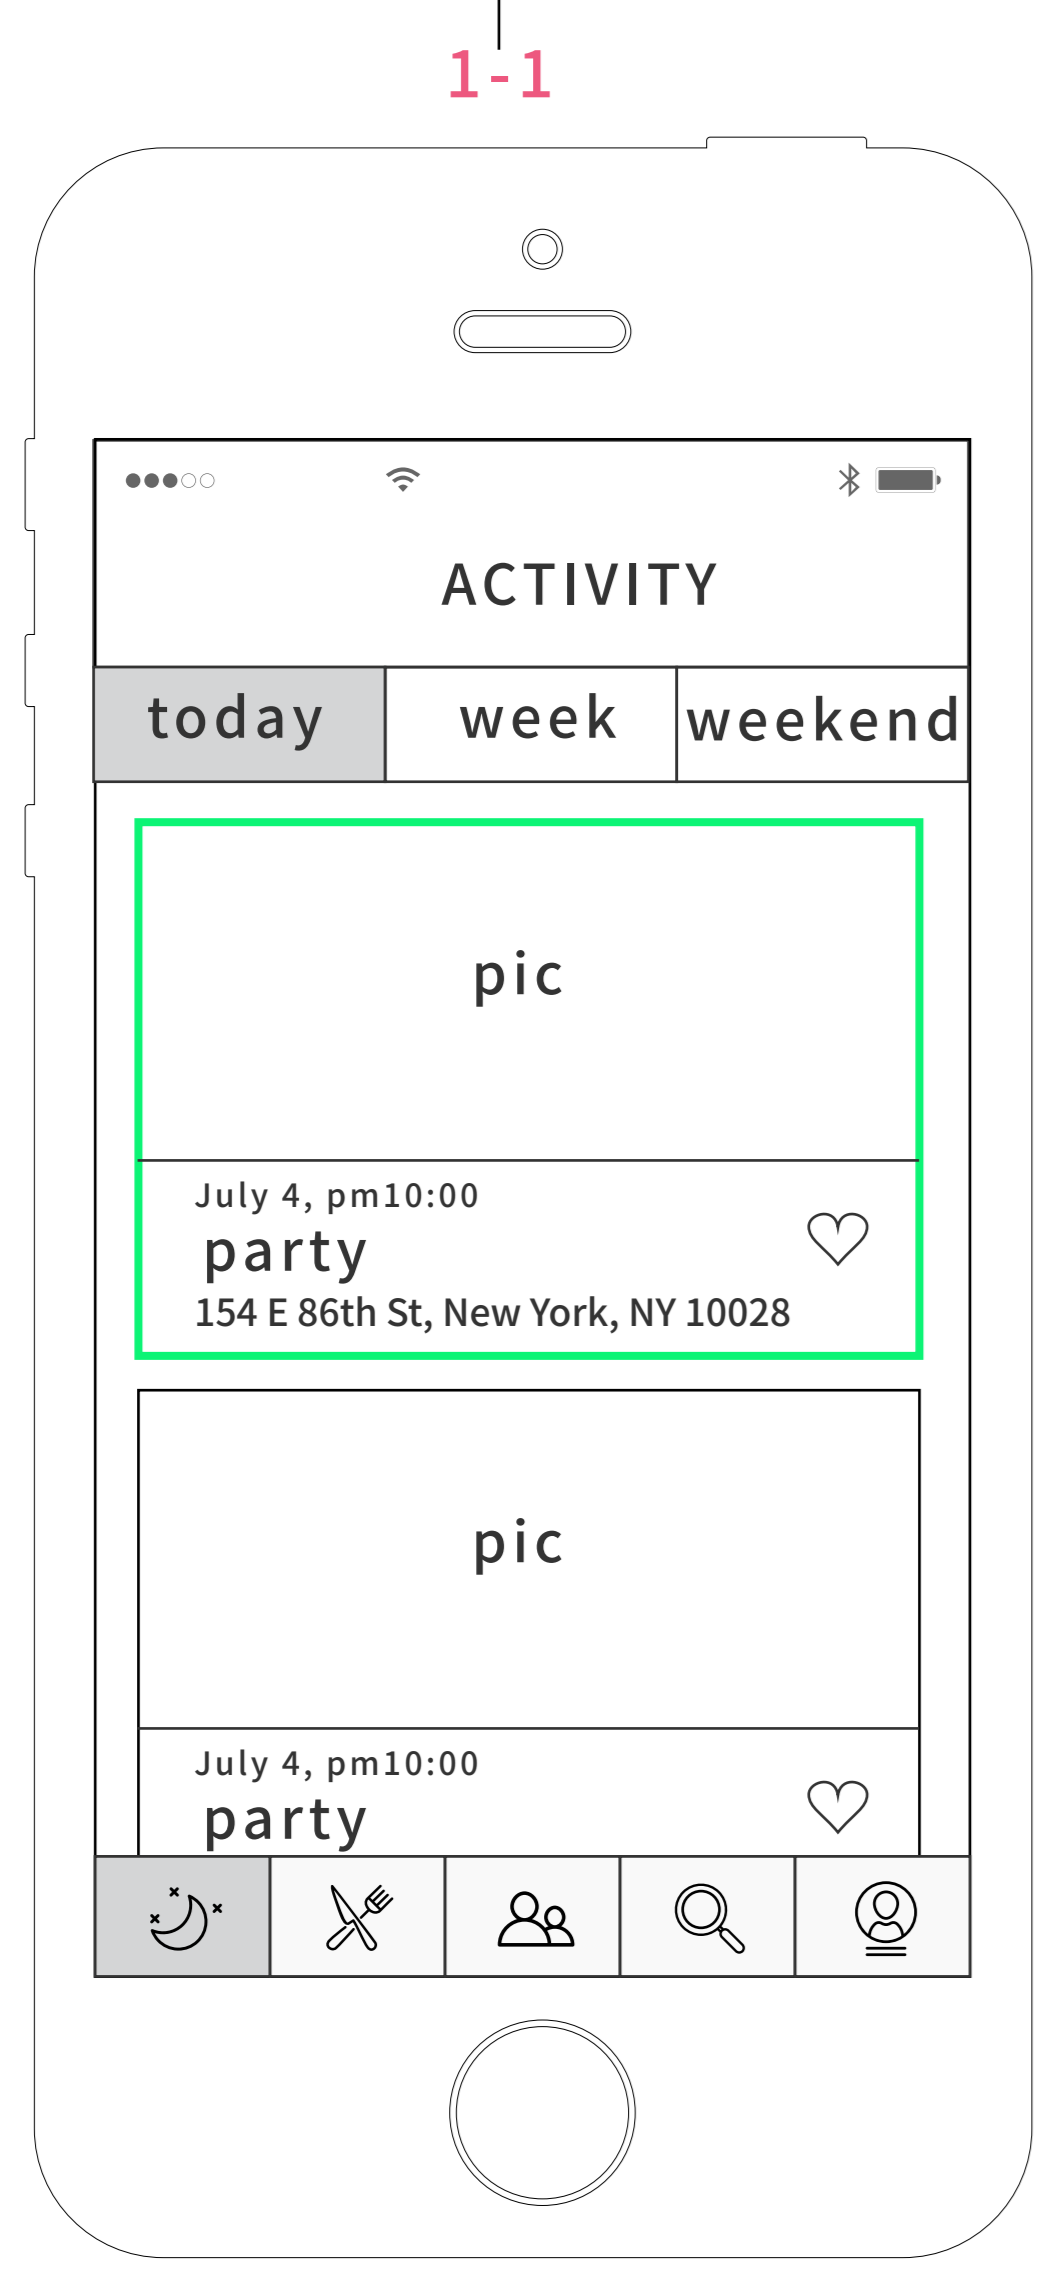 1-1
ACTIVITY
today week weekend
pic
July 4, pm10:00
party
154 E 86th St, New York, NY 10028
pic
July 4, pm10:00
party